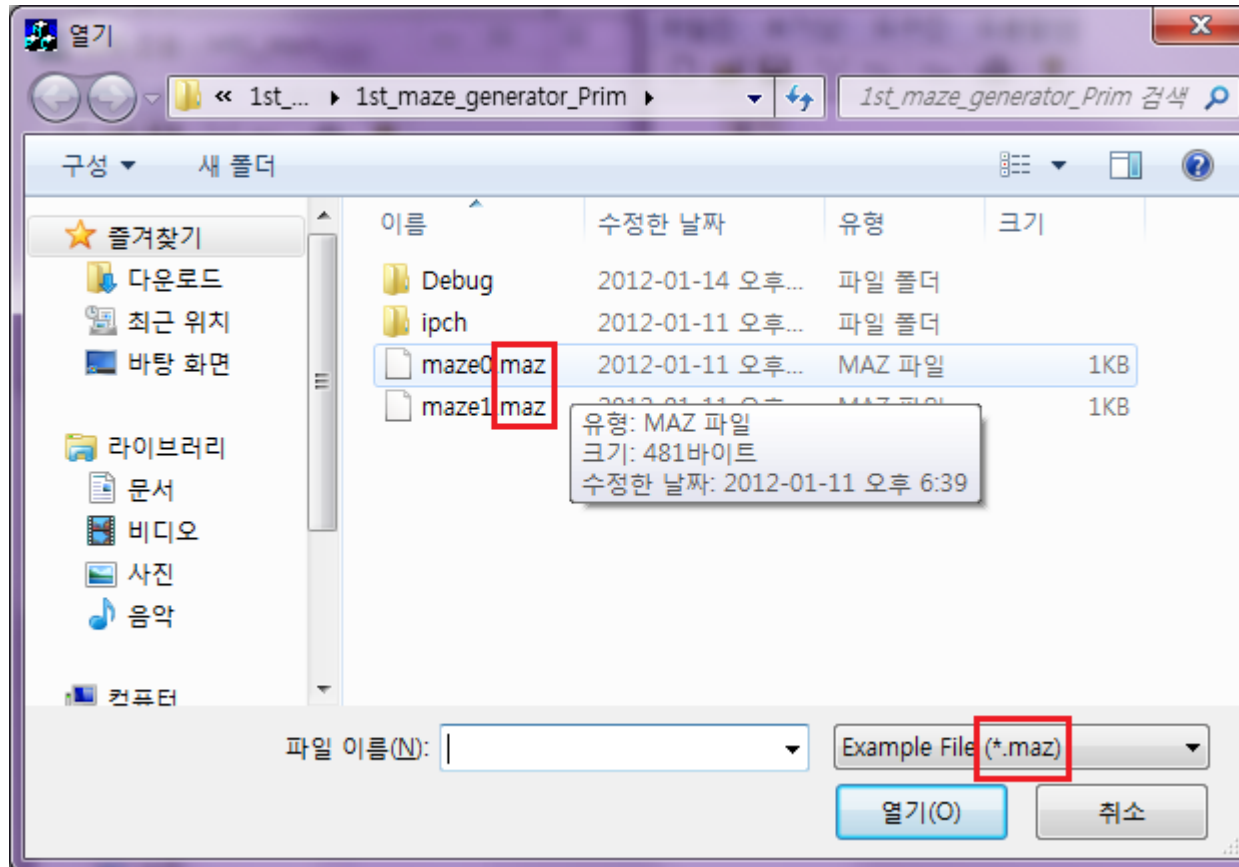 열기
« 1st_... ▸ 1st_maze_generator_Prim ▸
1st_maze_generator_Prim 검색
구성 새 폴더
즐겨찾기
다운로드
최근 위치
바탕 화면
라이브러리
문서
비디오
사진
음악
컴퓨터
이름 수정한 날짜 유형 크기
Debug 2012-01-14 오후... 파일 폴더
ipch 2012-01-11 오후... 파일 폴더
maze0.maz 2012-01-11 오후... MAZ 파일 1KB
maze1.maz 1KB
유형: MAZ 파일
크기: 481바이트
수정한 날짜: 2012-01-11 오후 6:39
파일 이름(N):
Example File (*.maz)
열기(O) 취소